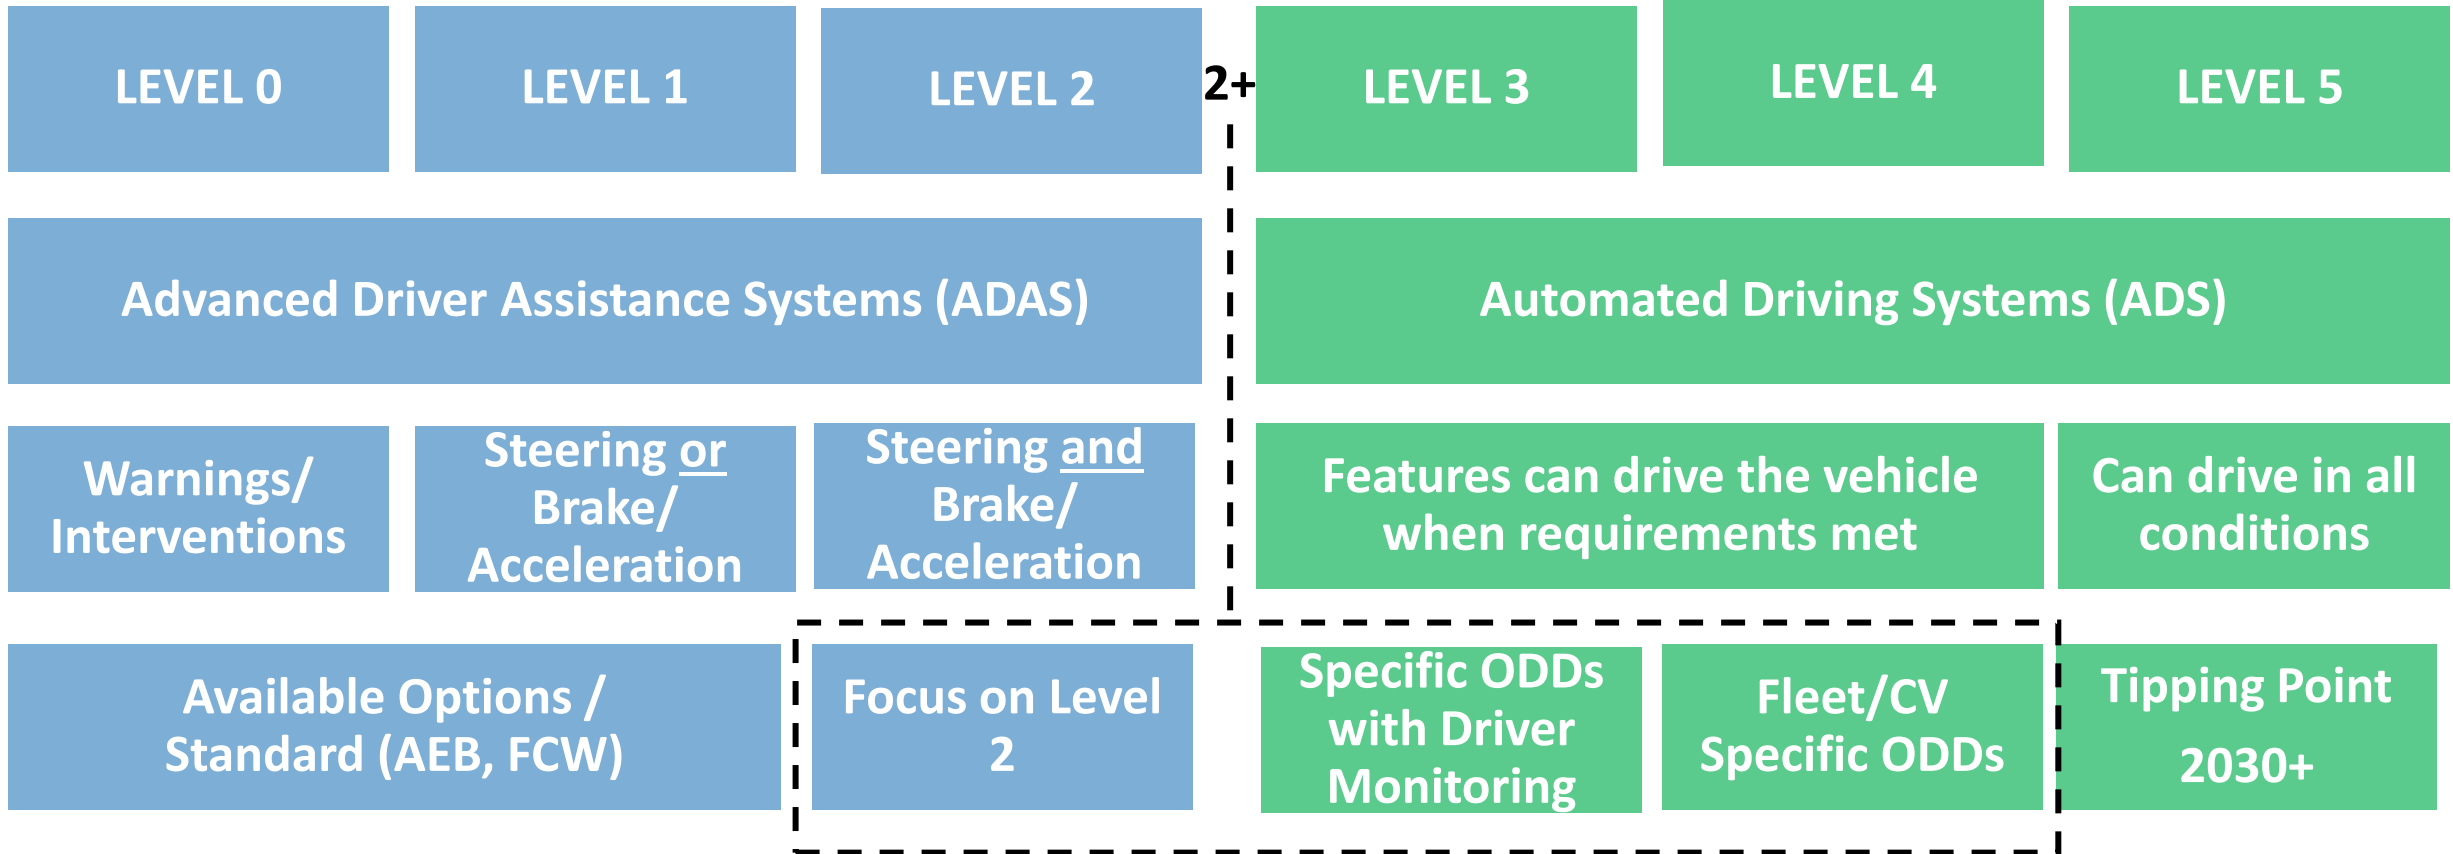 LEVEL 0
LEVEL 1
LEVEL 2
2+
LEVEL 3
LEVEL 4
LEVEL 5
Advanced Driver Assistance Systems (ADAS)
Automated Driving Systems (ADS)
Warnings/
Interventions
Steering or
Brake/
Acceleration
Steering and
Brake/
Acceleration
Features can drive the vehicle
when requirements met
Can drive in all
conditions
Available Options /
Standard (AEB, FCW)
Focus on Level
2
Specific ODDs
with Driver
Monitoring
Fleet/CV
Specific ODDs
Tipping Point
2030+